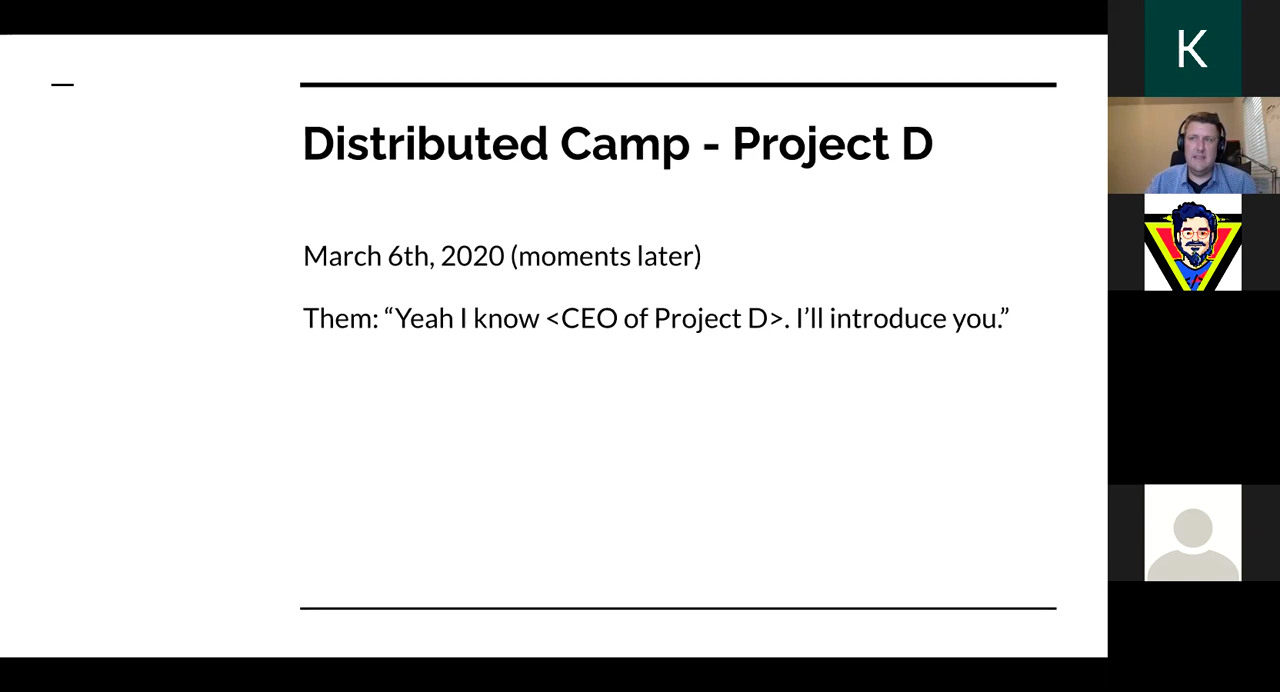 Distributed Camp - Project D
March 6th, 2020 (moments later)
Them: “Yeah I know <CEO of Project D>. I’ll introduce you.”
K